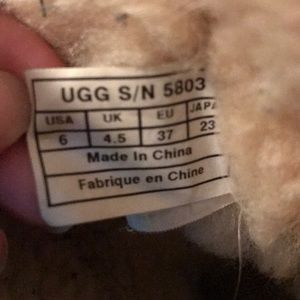 UGG S/N 5803
USA UK EU JAPA
6 4.5 37 23
Made In China
Fabrique en Chine